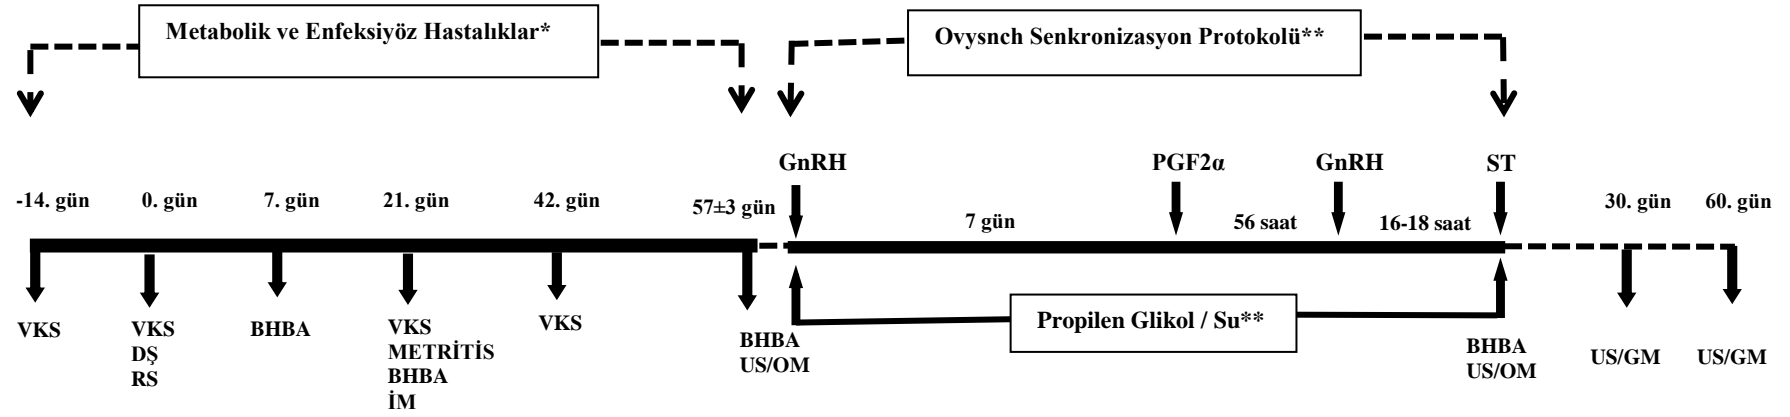 Metabolik ve Enfeksiyöz Hastalıklar*
Ovysnch Senkronizasyon Protokolü**
GnRH
PGF2α
GnRH
ST
-14. gün
0. gün
7. gün
21. gün
42. gün
57±3 gün
7 gün
56 saat
16-18 saat
30. gün
60. gün
VKS
VKS
DŞ
RS
BHBA
VKS
METRİTİS
BHBA
İM
VKS
BHBA
US/OM
Propilen Glikol / Su**
BHBA
US/OM
US/GM
US/GM